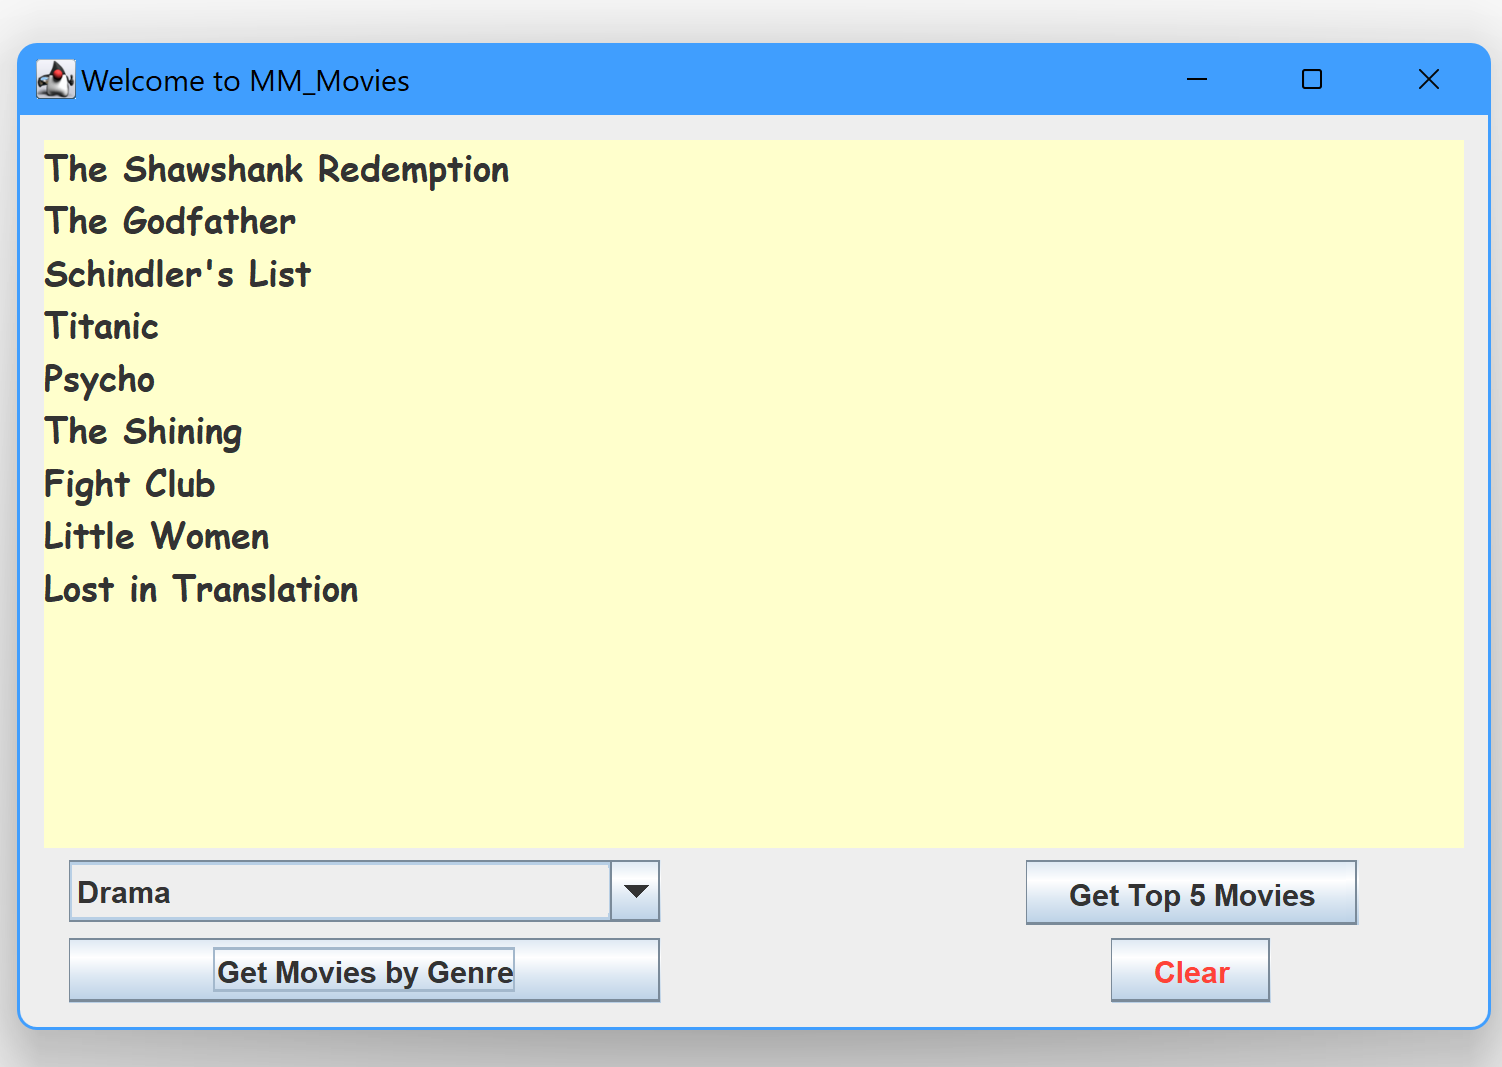 Welcome to MM_Movies
The Shawshank Redemption
The Godfather
Schindler's List
Titanic
Psycho
The Shining
Fight Club
Little Women
Lost in Translation
Drama
Get Top 5 Movies
Get Movies by Genre
Clear